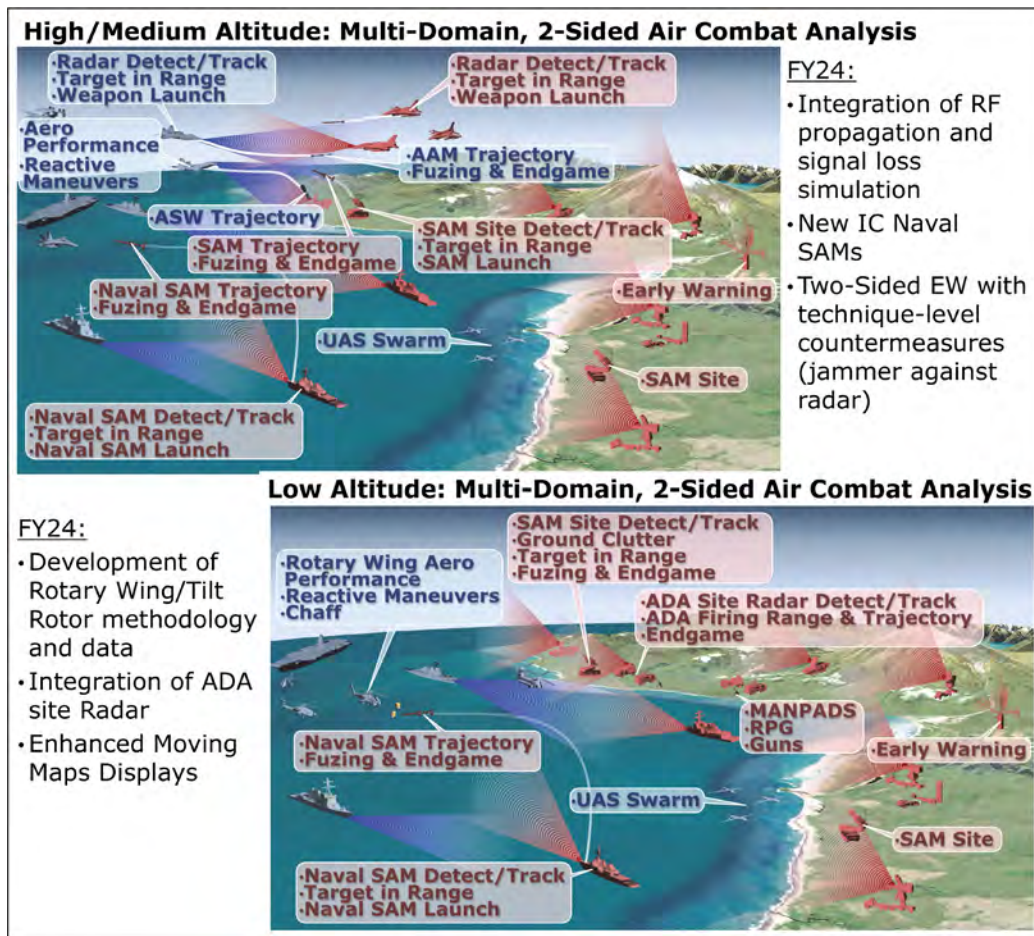 High/Medium Altitude: Multi-Domain, 2-Sided Air Combat Analysis
·Radar Detect/Track
·Target in Range
·Weapon Launch
·Radar Detect/Track
·Target in Range
·Weapon Launch
·Aero
Performance
·Reactive
Maneuvers
·AAM Trajectory
·Fuzing & Endgame
·ASW Trajectory
·SAM Trajectory
·Fuzing & Endgame
·SAM Site Detect/Track
·Target in Range
·SAM Launch
·Naval SAM Trajectory
·Fuzing & Endgame
·Early Warning
·UAS Swarm
·SAM Site
·Naval SAM Detect/Track
·Target in Range
·Naval SAM Launch
FY24:
• Integration of RF
propagation and
signal loss
simulation
• New IC Naval
SAMs
• Two-Sided EW with
technique-level
countermeasures
(jammer against
radar)
Low Altitude: Multi-Domain, 2-Sided Air Combat Analysis
FY24:
• Development of
Rotary Wing/Tilt
Rotor methodology
and data
• Integration of ADA
site Radar
• Enhanced Moving
Maps Displays
·SAM Site Detect/Track
·Ground Clutter
·Target in Range
·Fuzing & Endgame
·Rotary Wing Aero
Performance
·Reactive Maneuvers
·Chaff
·ADA Site Radar Detect/Track
·ADA Firing Range & Trajectory
·Endgame
·MANPADS
·RPG
·Guns
·Naval SAM Trajectory
·Fuzing & Endgame
·Early Warning
·UAS Swarm
·SAM Site
·Naval SAM Detect/Track
·Target in Range
·Naval SAM Launch